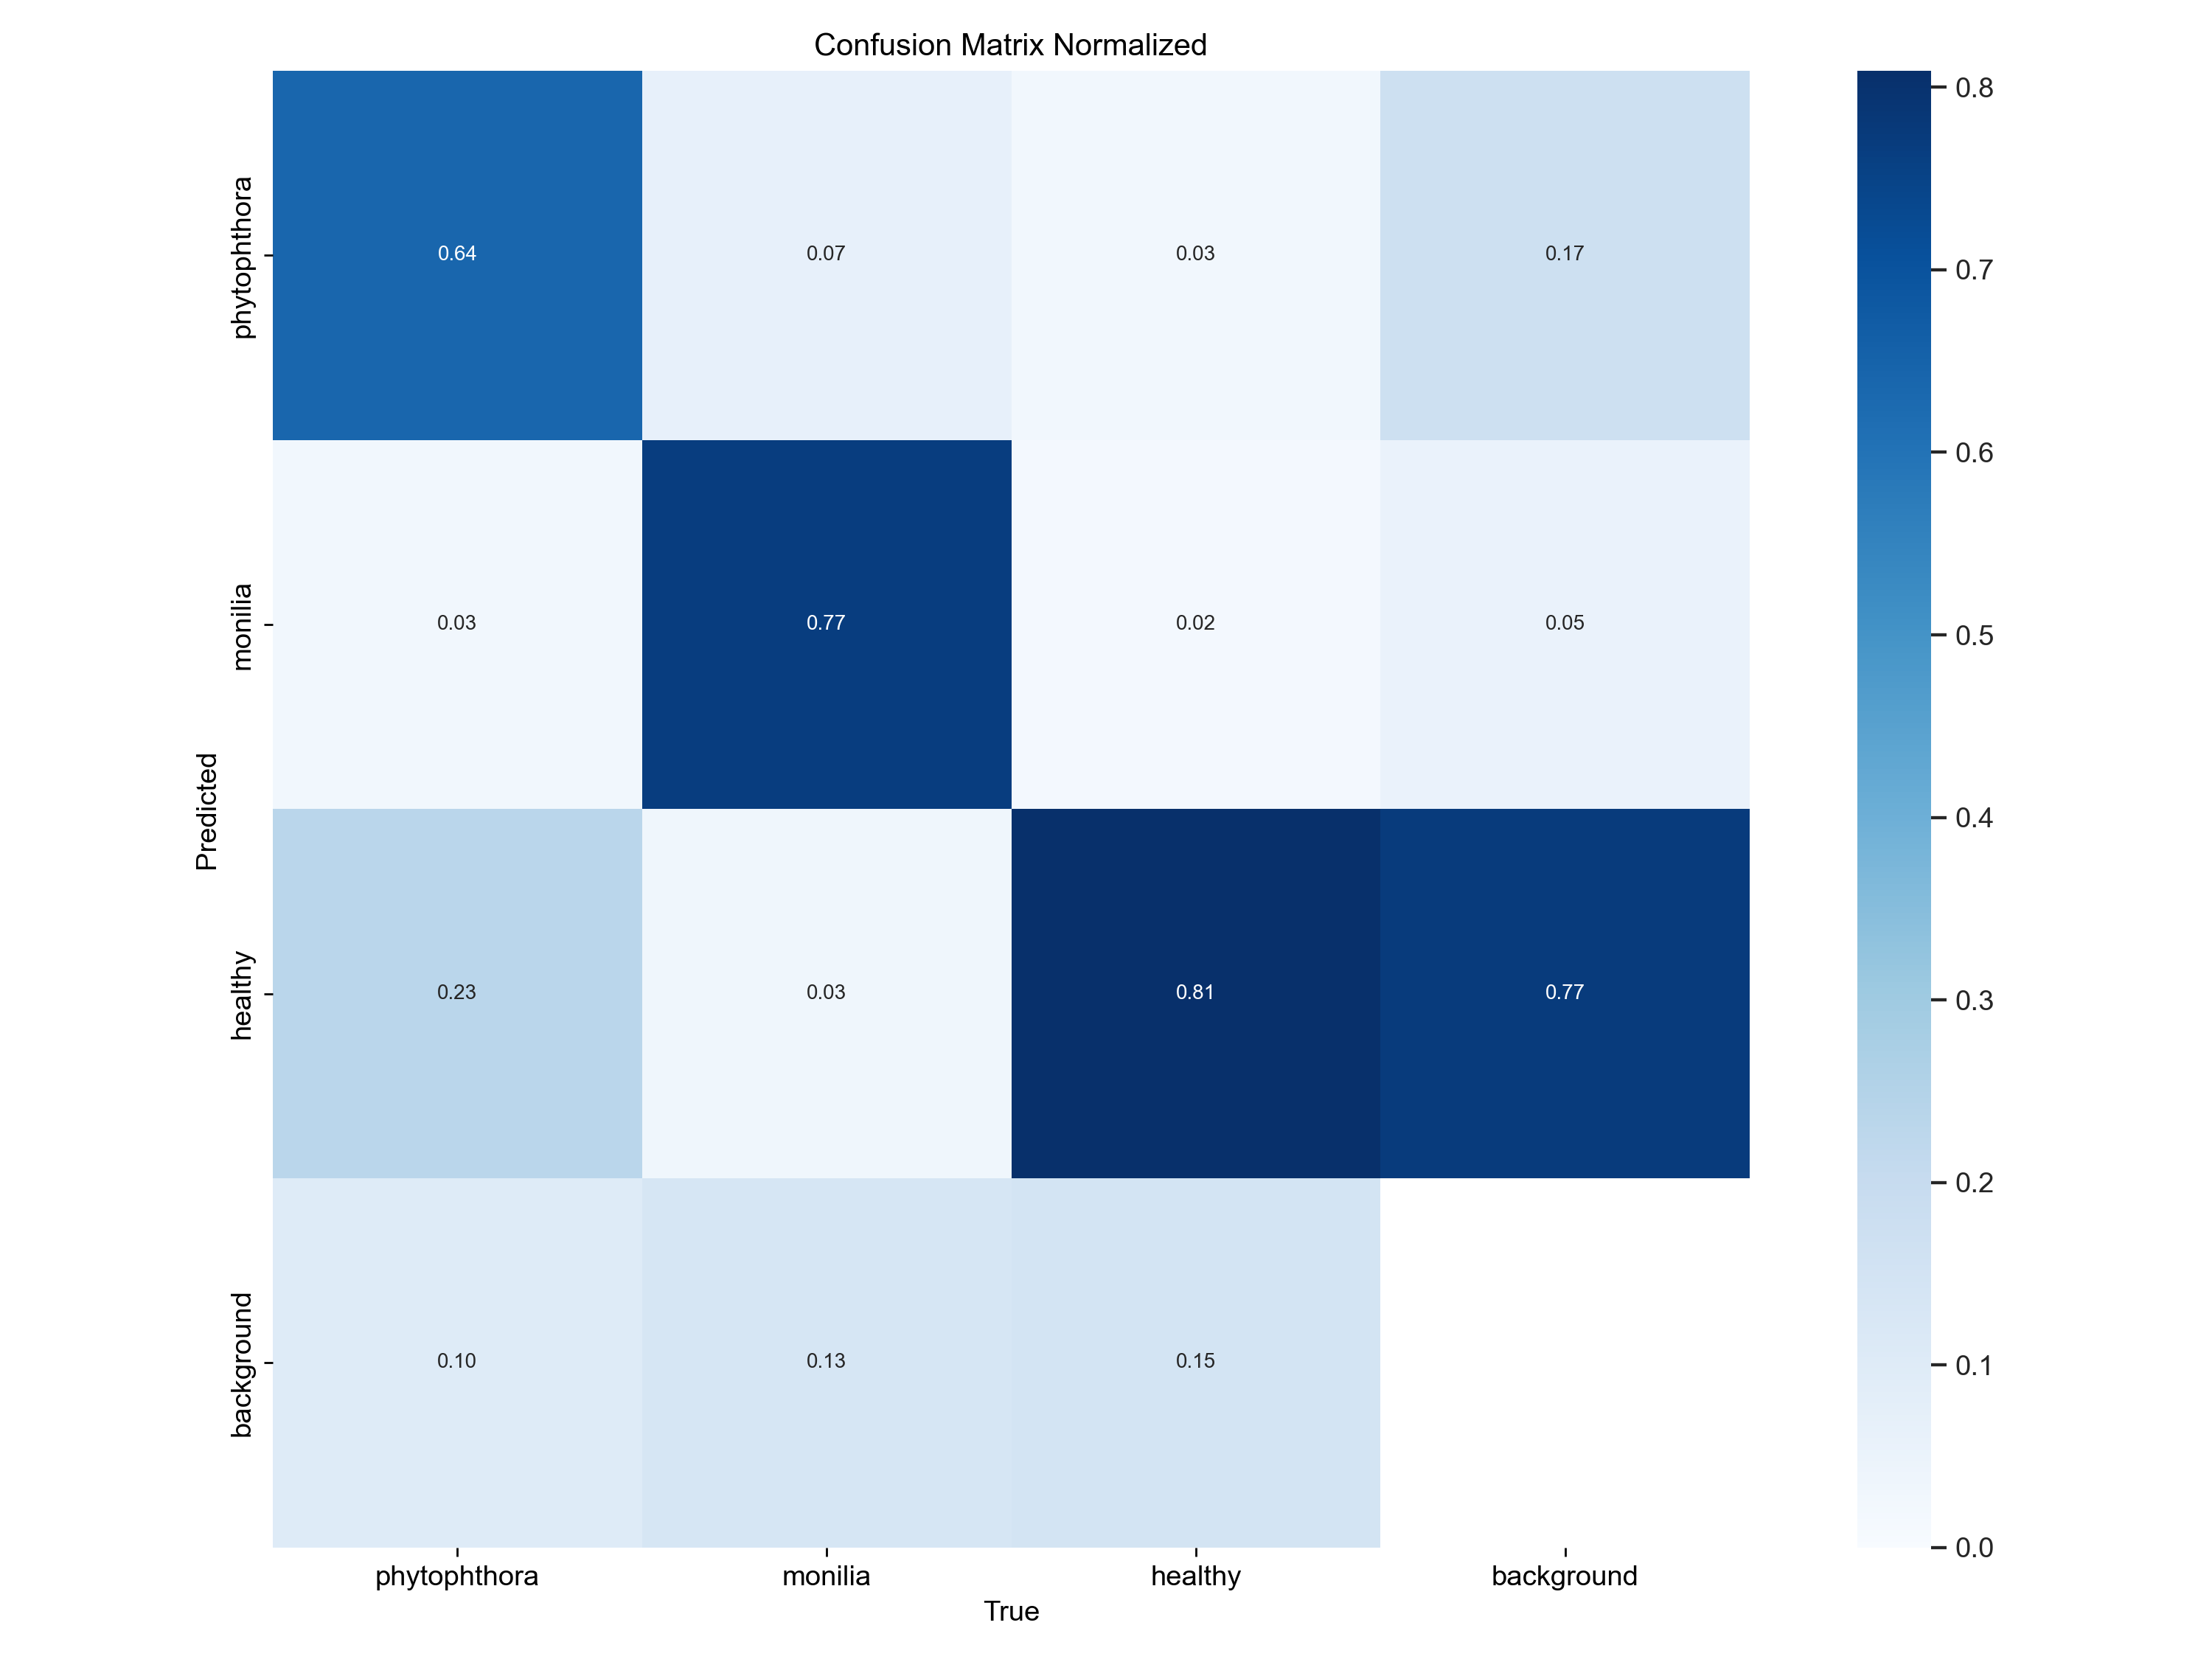 Confusion Matrix Normalized
phytophthora
0.64
0.07
0.03
0.17
monilia
0.03
0.77
0.02
0.05
healthy
0.23
0.03
0.81
0.77
background
0.10
0.13
0.15
Predicted
phytophthora
monilia
healthy
background
True
0.8
0.7
0.6
0.5
0.4
0.3
0.2
0.1
0.0